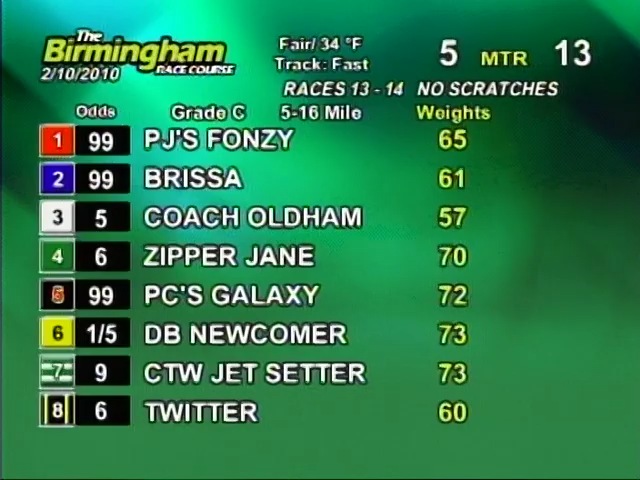 The
Birmingham
RACE COURSE
2/10/2010
Fair/ 34 °F
Track: Fast
5 MTR 13
RACES 13 - 14 NO SCRATCHES
Odds Grade C 5-16 Mile Weights
1 99 PJ'S FONZY 65
2 99 BRISSA 61
3 5 COACH OLDHAM 57
4 6 ZIPPER JANE 70
5 99 PC'S GALAXY 72
6 1/5 DB NEWCOMER 73
7 9 CTW JET SETTER 73
8 6 TWITTER 60